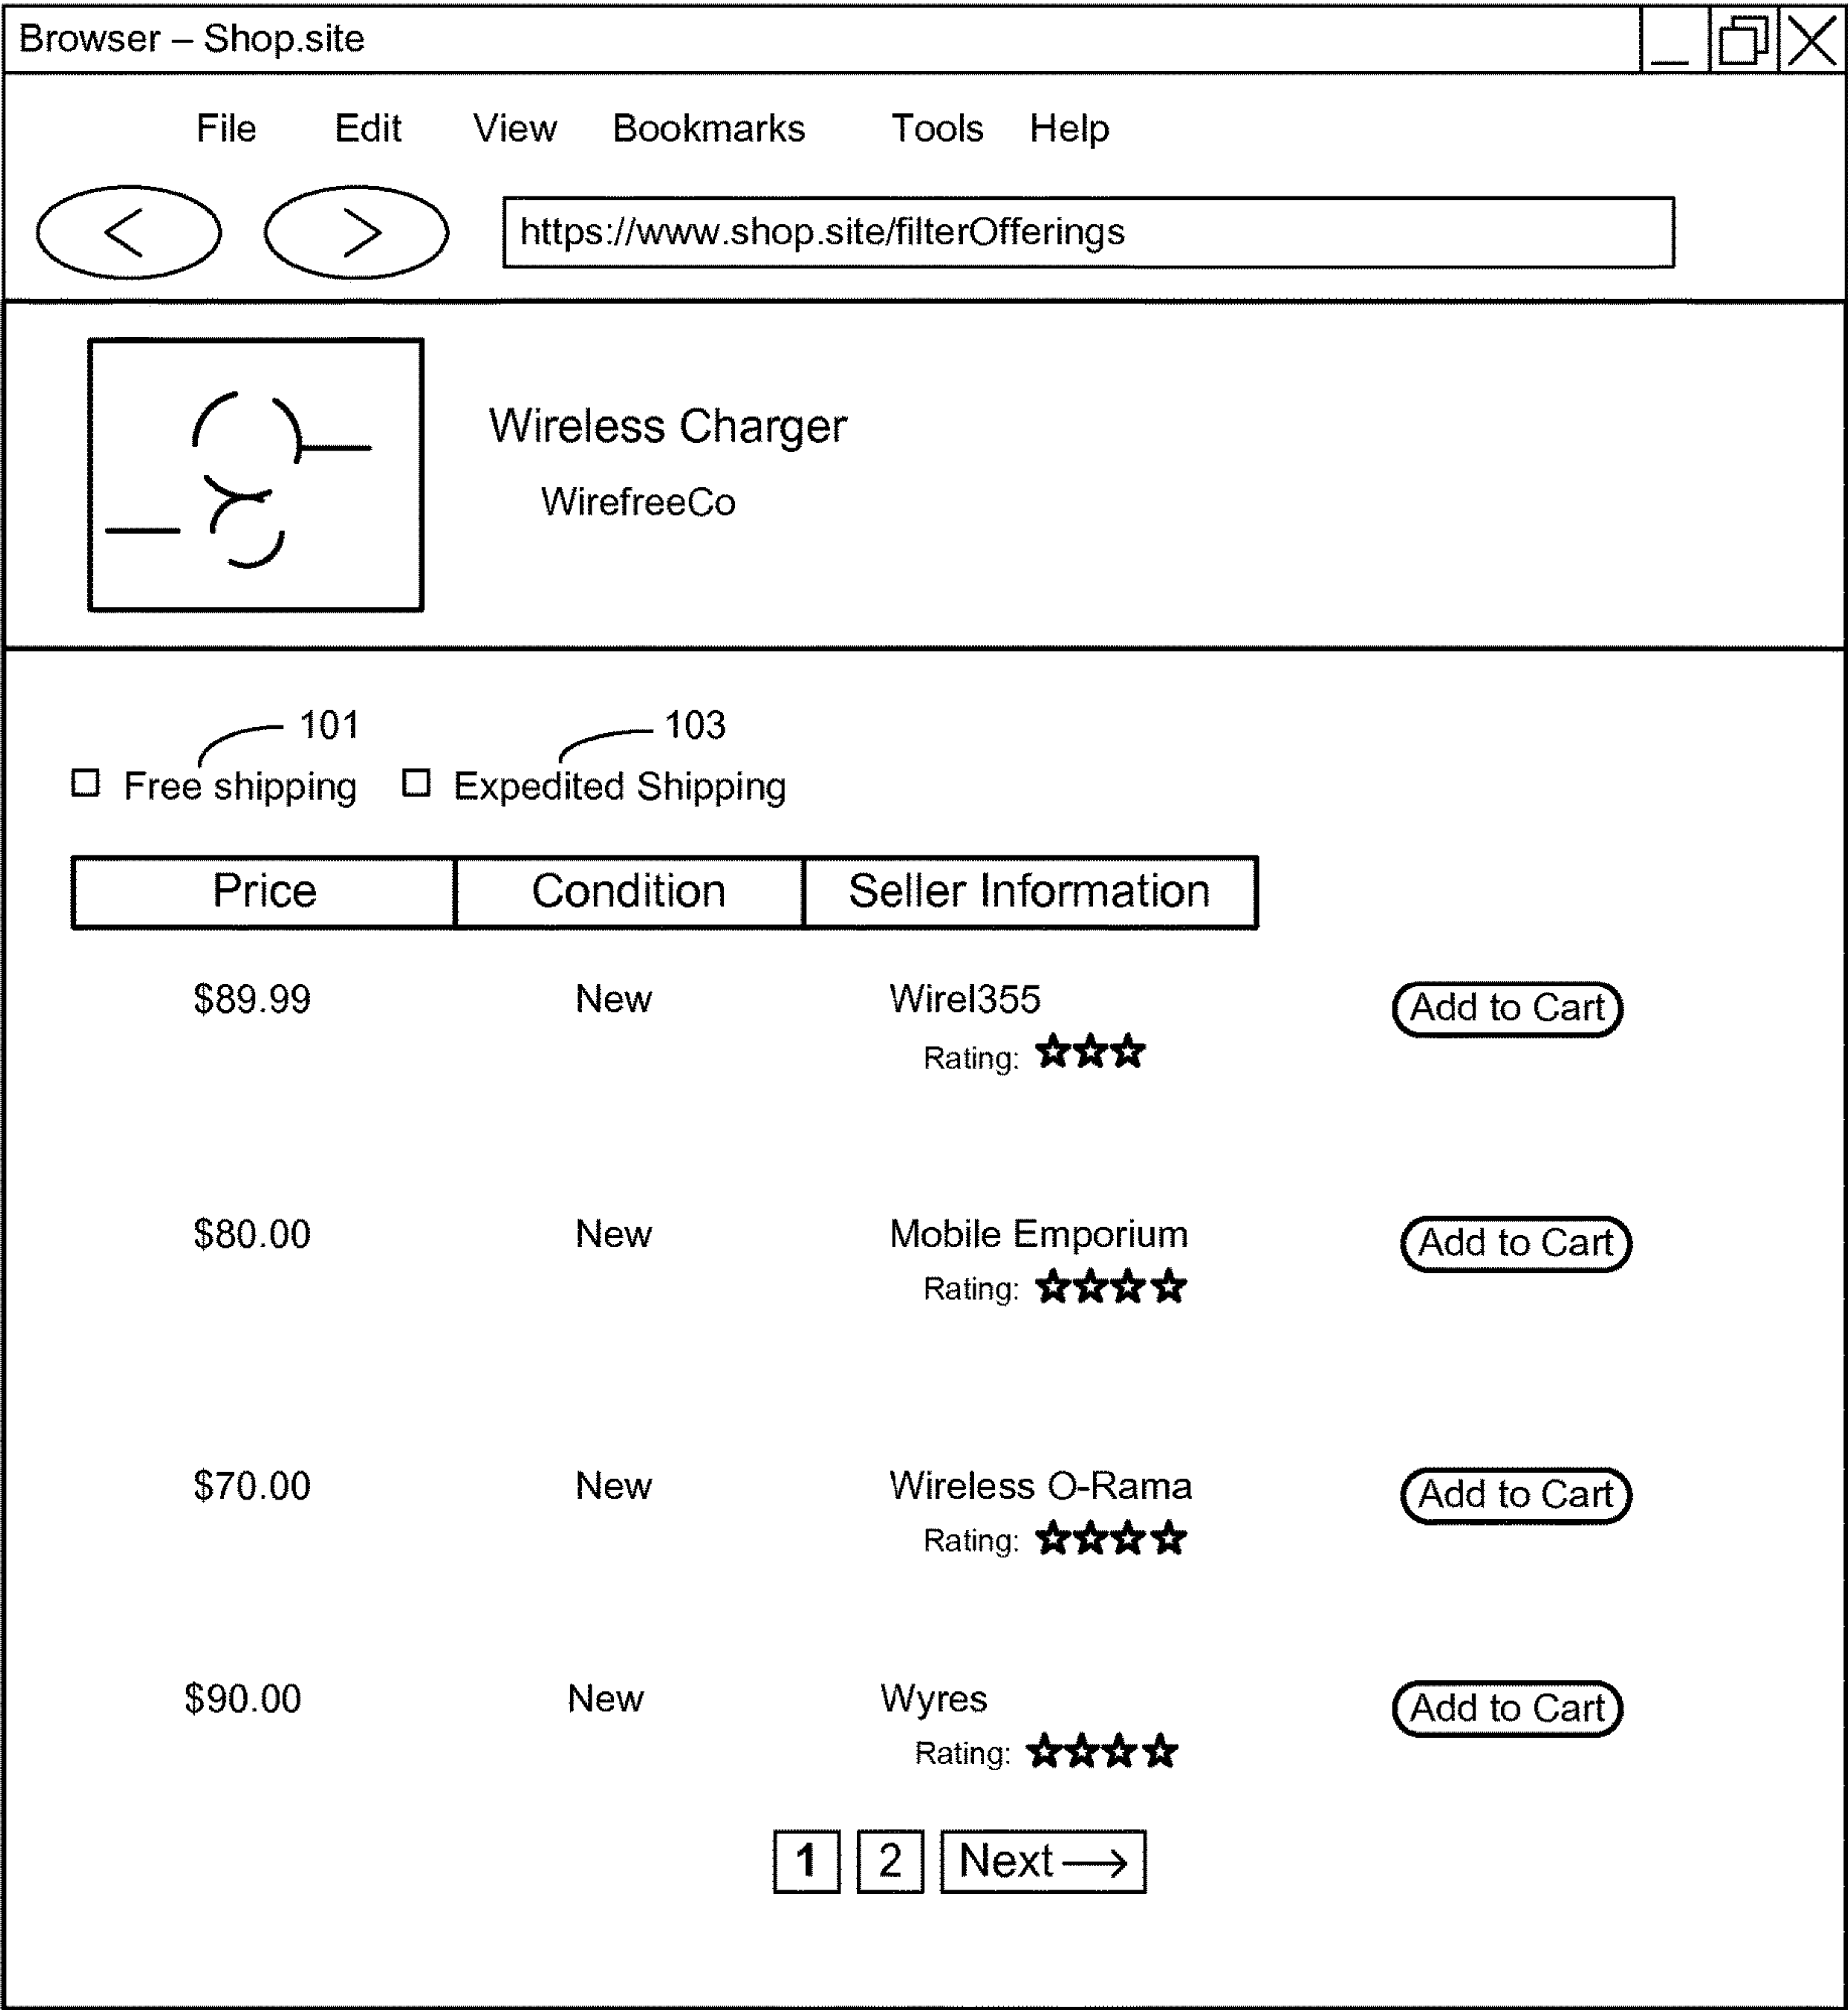 Browser – Shop.site
File Edit View Bookmarks Tools Help
< > https://www.shop.site/filterOfferings
Wireless Charger
WirefreeCo
101 103
Free shipping Expedited Shipping
Price Condition Seller Information
$89.99 New Wirel355 Add to Cart
Rating:
$80.00 New Mobile Emporium Add to Cart
Rating:
$70.00 New Wireless O-Rama Add to Cart
Rating:
$90.00 New Wyres Add to Cart
Rating:
1 2 Next